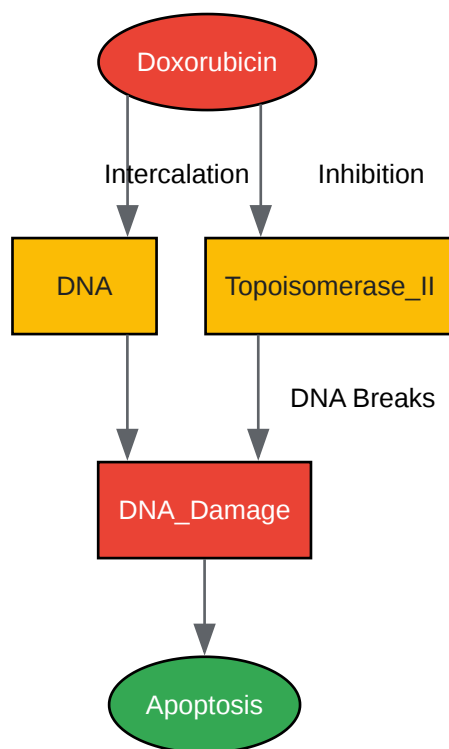 Doxorubicin
Intercalation
Inhibition
DNA
Topoisomerase_II
DNA Breaks
DNA_Damage
Apoptosis